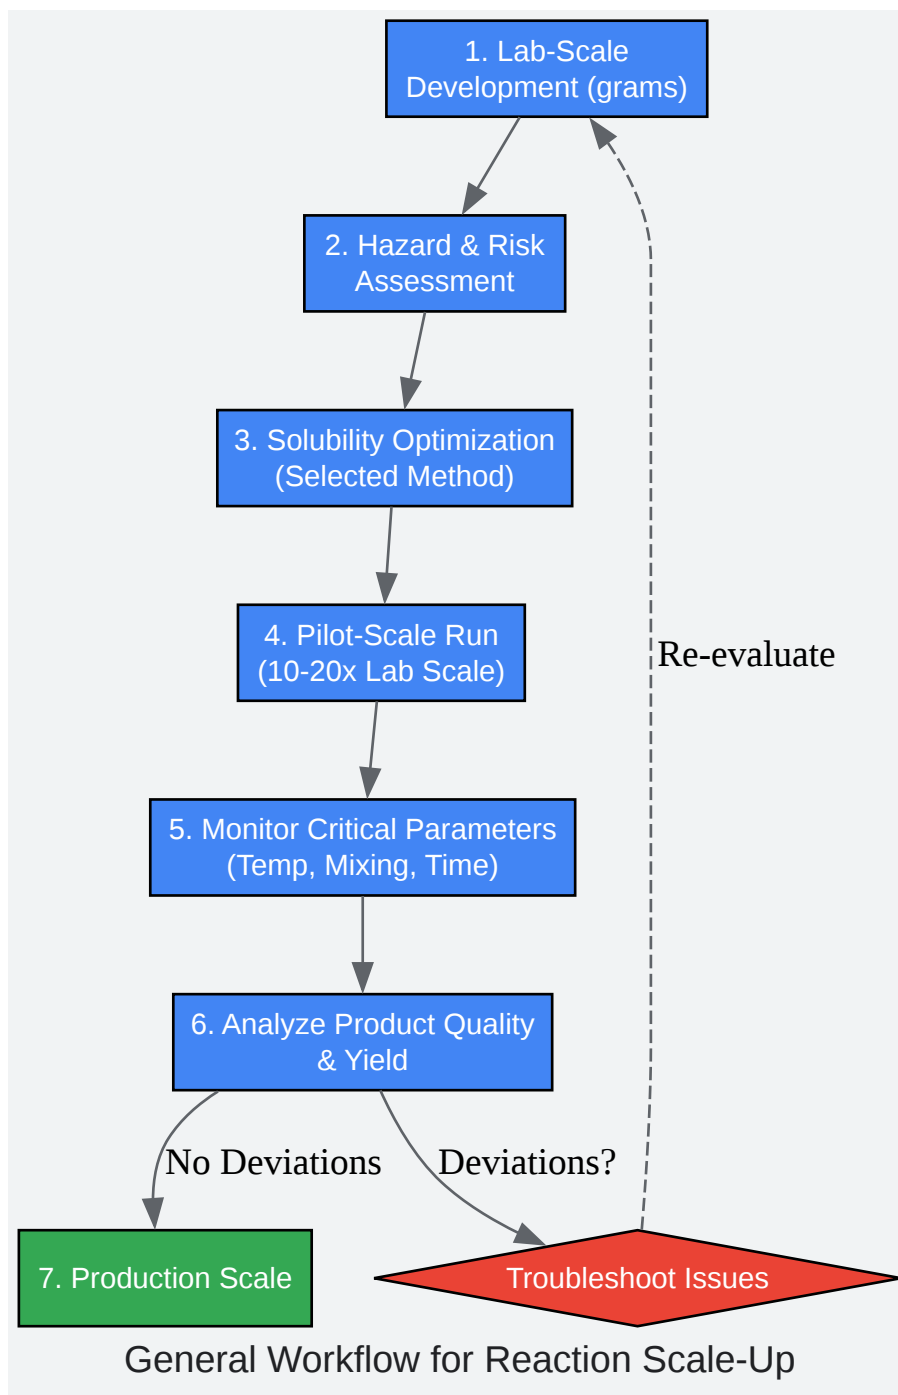 1. Lab-Scale
Development (grams)
2. Hazard & Risk
Assessment
3. Solubility Optimization
(Selected Method)
4. Pilot-Scale Run
(10-20x Lab Scale)
Re-evaluate
5. Monitor Critical Parameters
(Temp, Mixing, Time)
6. Analyze Product Quality
& Yield
No Deviations
Deviations?
7. Production Scale
Troubleshoot Issues
General Workflow for Reaction Scale-Up